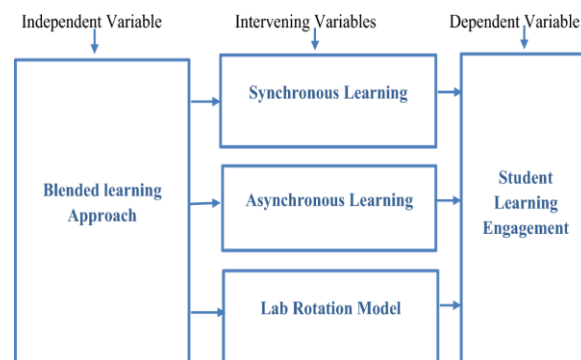 Independent Variable
Intervening Variables
Dependent Variable
Synchronous Learning
Blended learning
Approach
Asynchronous Learning
Student
Learning
Engagement
Lab Rotation Model